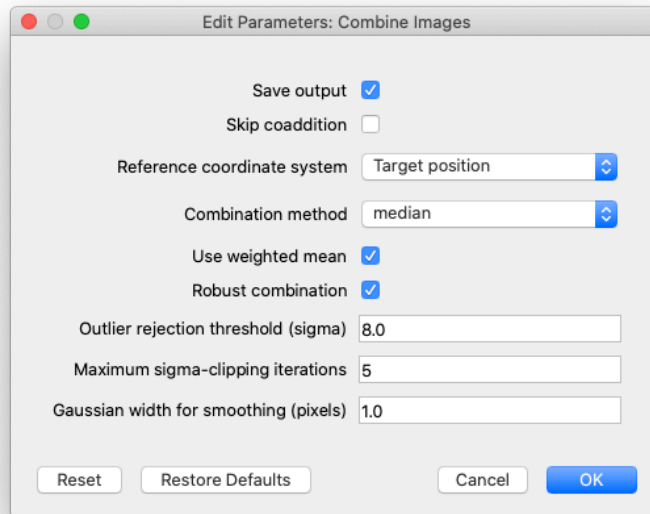 Edit Parameters: Combine Images
Save output
Skip coaddition
Reference coordinate system Target position
Combination method median
Use weighted mean
Robust combination
Outlier rejection threshold (sigma) 8.0
Maximum sigma-clipping iterations 5
Gaussian width for smoothing (pixels) 1.0
Reset Restore Defaults Cancel OK